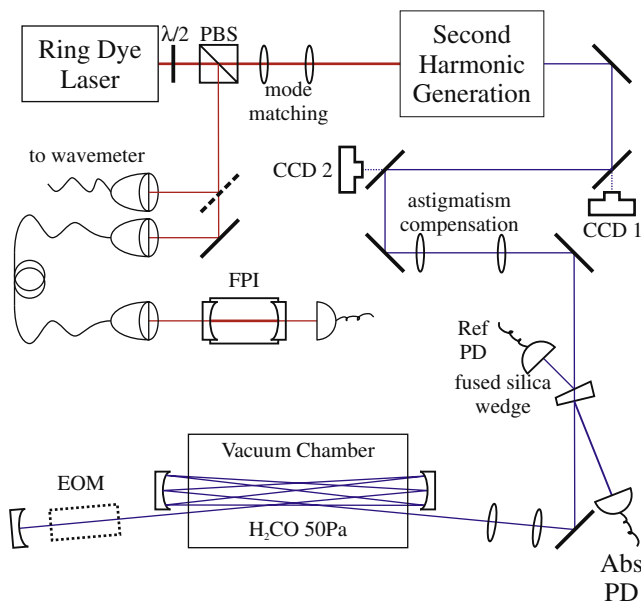 Ring Dye
Laser
λ/2
PBS
mode
matching
Second
Harmonic
Generation
to wavemeter
CCD 2
CCD 1
astigmatism
compensation
FPI
Ref
PD
fused silica
wedge
Vacuum Chamber
EOM
H₂CO 50Pa
Abs
PD